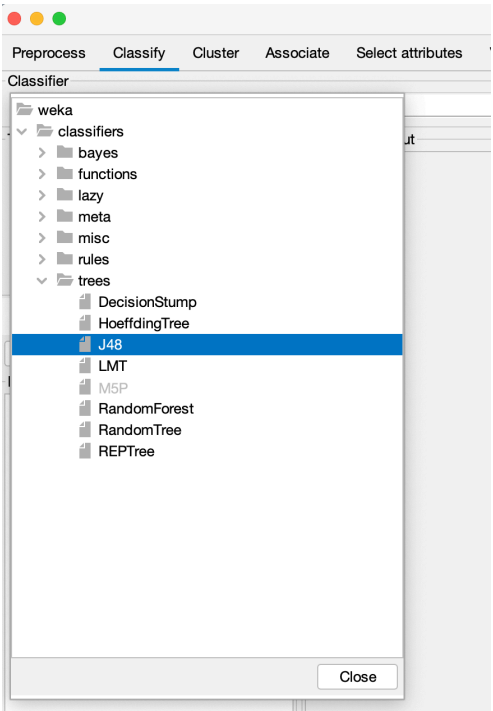 Preprocess Classify Cluster Associate Select attributes
Classifier
weka
classifiers
bayes
functions
lazy
meta
misc
rules
trees
DecisionStump
HoeffdingTree
J48
LMT
M5P
RandomForest
RandomTree
REPTree
Close